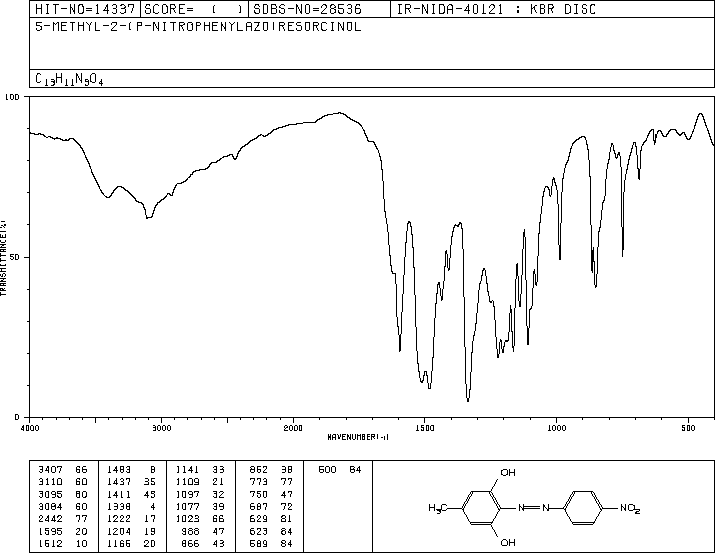 HIT-NO=14337 SCORE= ( ) SDBS-NO=28536 IR-NIDA-40121 : KBR DISC
5-METHYL-2-(P-NITROPHENYLAZO)RESORCINOL
C13H11N3O4
100
50
0
TRANSMITTANCE(%)
4000 3000 2000 1500 1000 500
WAVENUMBER(-1)
3407 66 1483 8 1141 33 852 38 500 84
3110 60 1437 35 1109 21 773 77
3095 60 1411 45 1097 32 750 47
3084 60 1338 4 1077 39 687 72
2442 77 1222 17 1023 66 629 81
1595 20 1204 19 988 47 623 84
1512 10 1165 20 866 43 589 84
OH
H3C
N N
NO2
OH